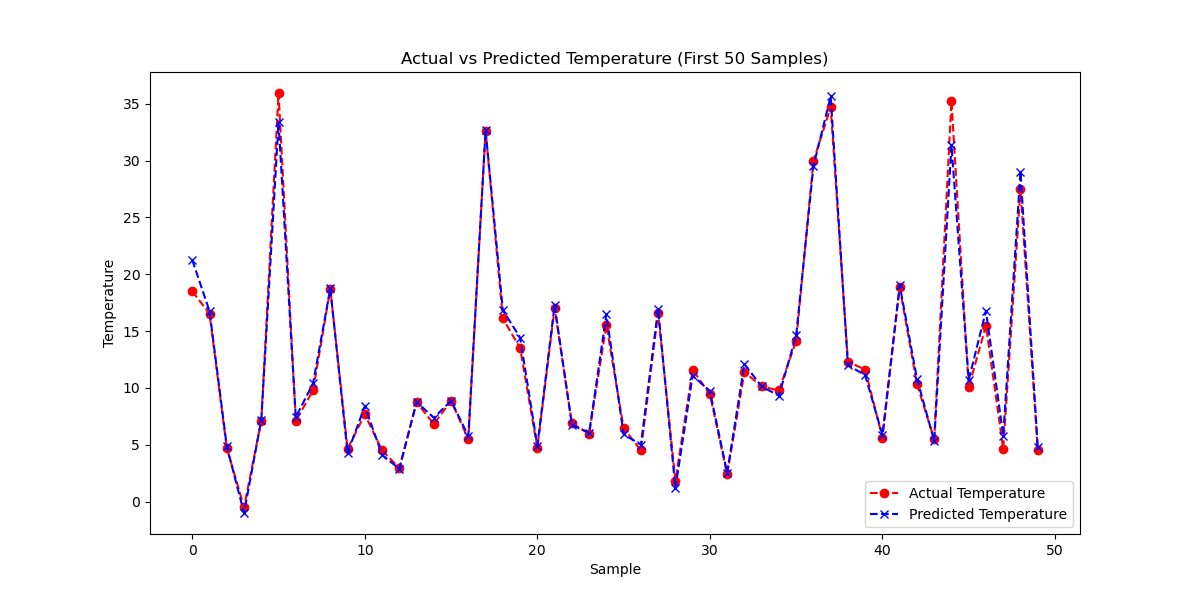 Actual vs Predicted Temperature (First 50 Samples)
Temperature
35
30
25
20
15
10
5
0
0 10 20 30 40 50
Sample
Actual Temperature
Predicted Temperature